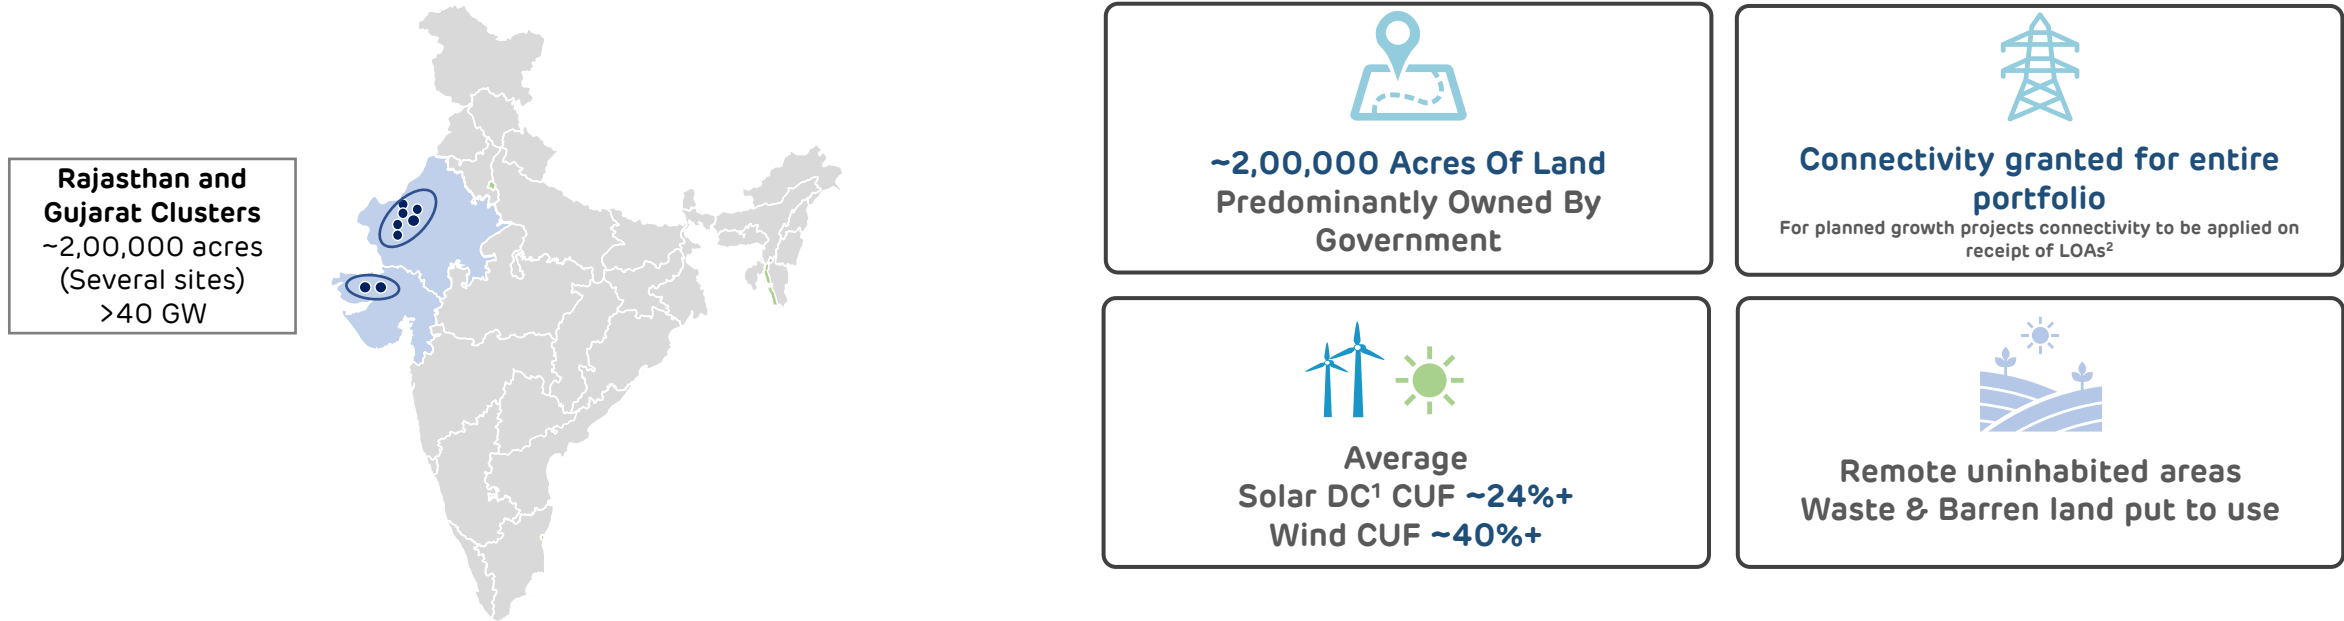 Rajasthan and
Gujarat Clusters
~2,00,000 acres
(Several sites)
>40 GW
~2,00,000 Acres Of Land
Predominantly Owned By
Government
Connectivity granted for entire
portfolio
For planned growth projects connectivity to be applied on
receipt of LOAs²
Average
Solar DC¹ CUF ~24%+
Wind CUF ~40%+
Remote uninhabited areas
Waste & Barren land put to use